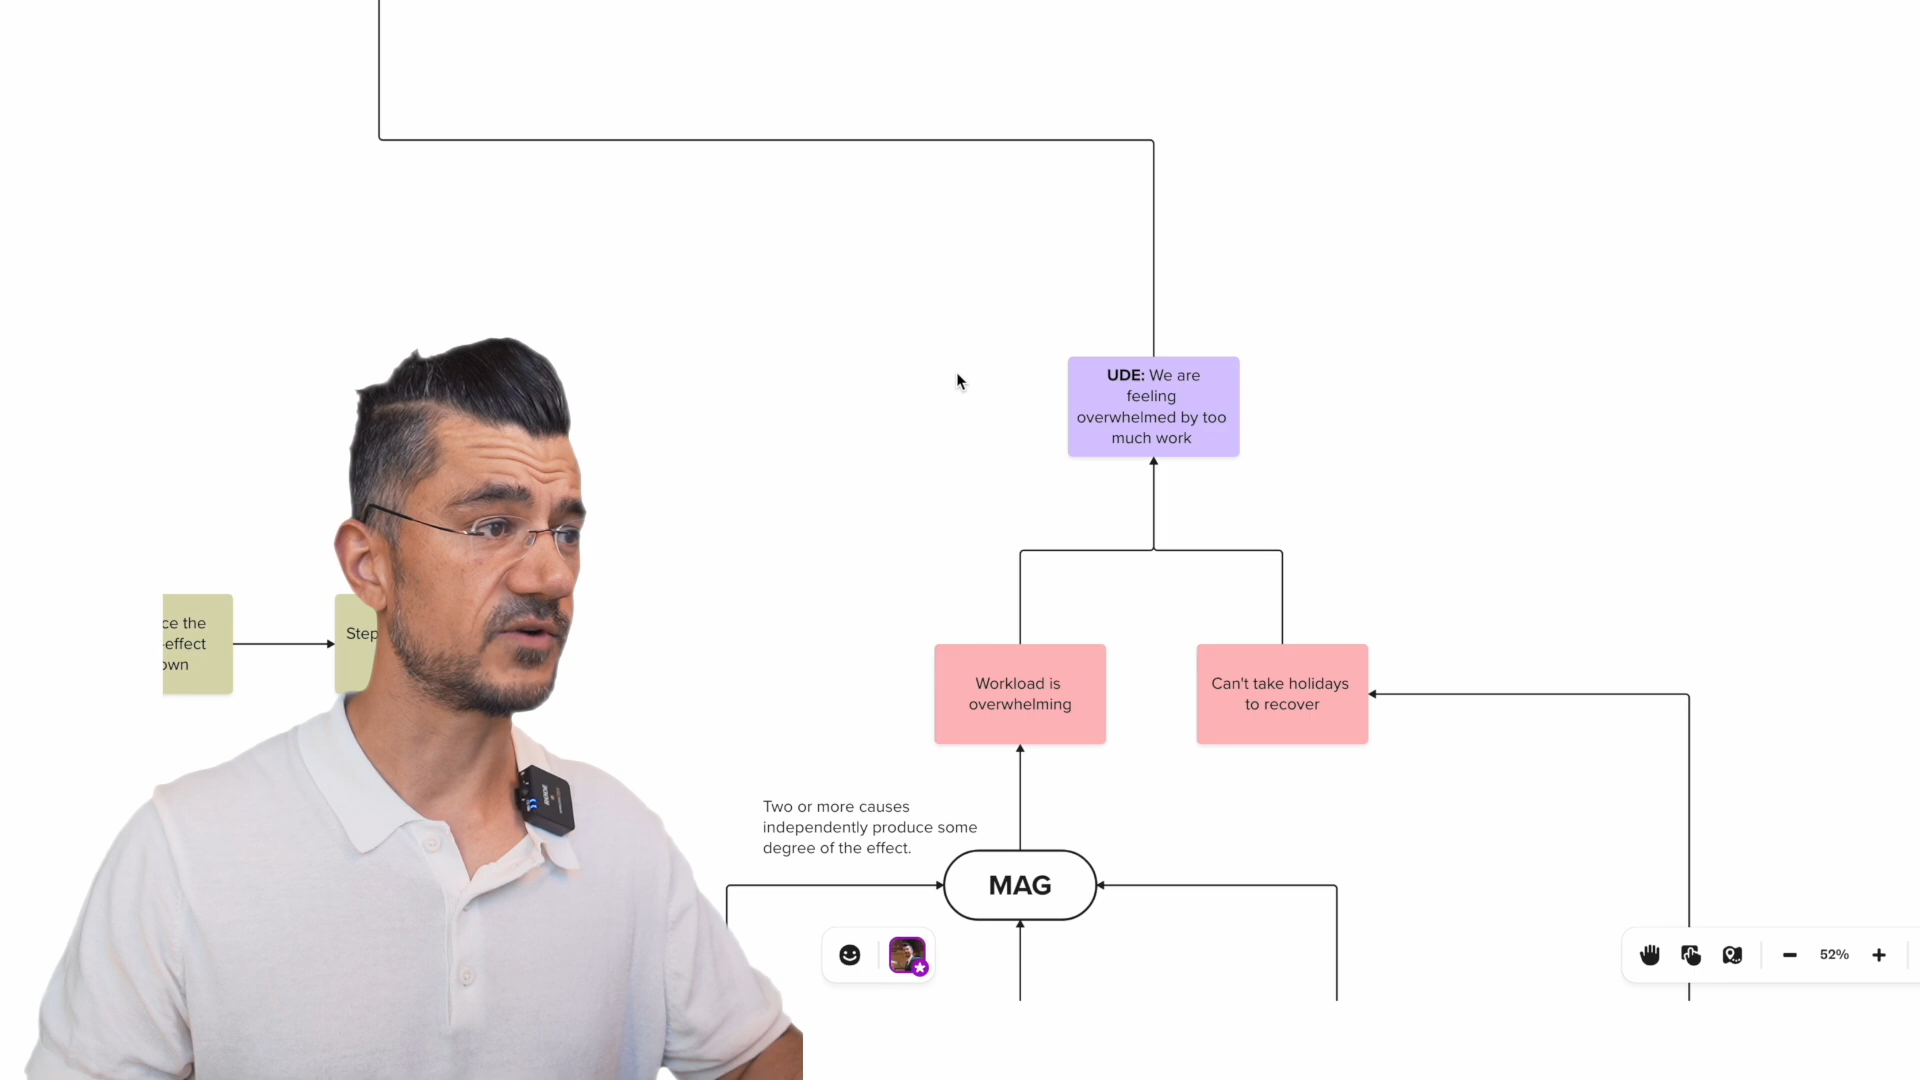 UDE: We are
feeling
overwhelmed by too
much work
ce the
-effect
own
Step
Workload is
overwhelming
Can't take holidays
to recover
Two or more causes
independently produce some
degree of the effect.
MAG
52%